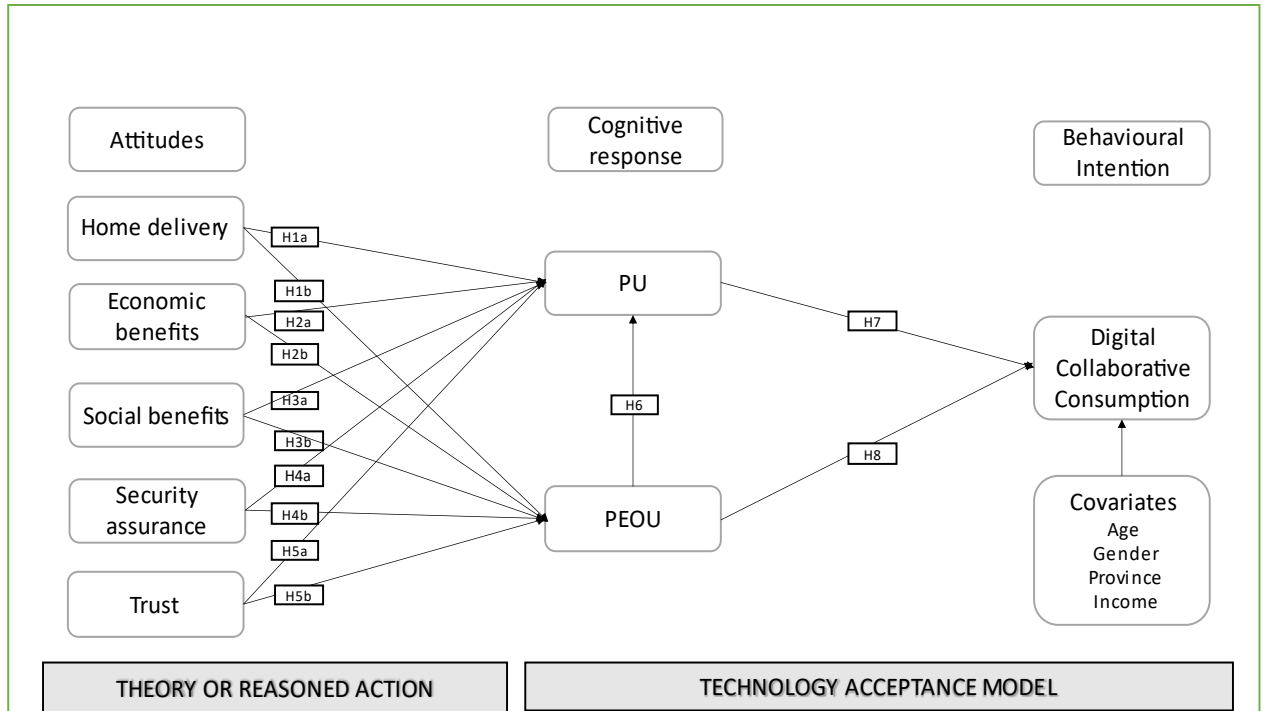 Attitudes
Cognitive
response
Behavioural
Intention
Home delivery
Economic
benefits
Social benefits
Security
assurance
Trust
H1a
H1b
H2a
H2b
H3a
H3b
H4a
H4b
H5a
H5b
PU
H6
PEOU
H7
H8
Digital
Collaborative
Consumption
Covariates
Age
Gender
Province
Income
THEORY OR REASONED ACTION
TECHNOLOGY ACCEPTANCE MODEL